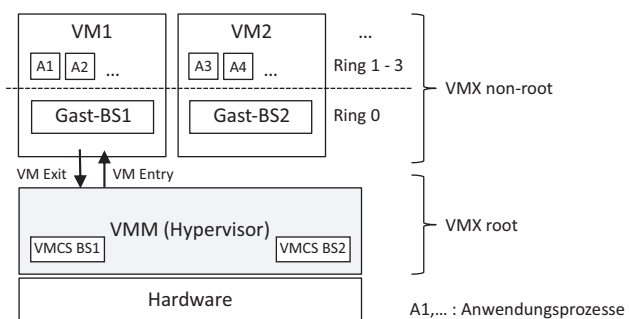 VM1
VM2
...
A1
A2
...
A3
A4
...
Ring 1 - 3
VMX non-root
Gast-BS1
Gast-BS2
Ring 0
VM Exit
VM Entry
VMM (Hypervisor)
VMCS BS1
VMCS BS2
VMX root
Hardware
A1,... : Anwendungsprozesse